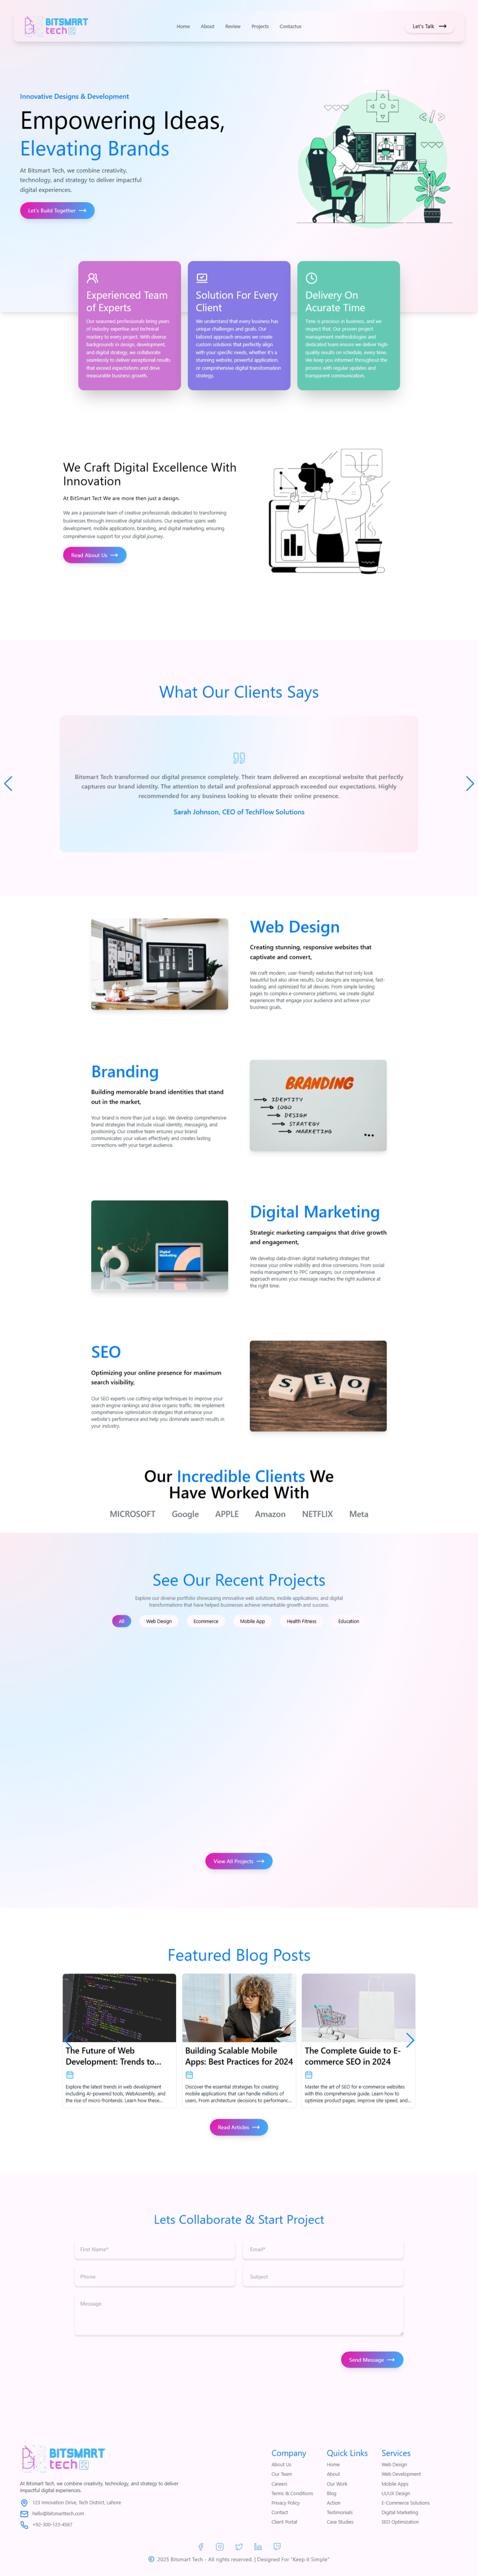 BITSMART
tech
Home About Review Projects Contactus
Let's Talk
Innovative Designs & Development
Empowering Ideas,
Elevating Brands
At Bitsmart Tech, we combine creativity,
technology, and strategy to deliver impactful
digital experiences.
Let's Build Together
Experienced Team
of Experts
Our seasoned professionals bring years
of industry expertise and technical
mastery to every project. With diverse
backgrounds in design, development,
and digital strategy, we collaborate
seamlessly to deliver exceptional results
that exceed expectations and drive
measurable business growth.
Solution For Every
Client
We understand that every business has
unique challenges and goals. Our
tailored approach ensures we create
custom solutions that perfectly align
with your specific needs, whether it's a
stunning website, powerful application,
or comprehensive digital transformation
strategy.
Delivery On
Acurate Time
Time is precious in business, and we
respect that. Our proven project
management methodologies and
dedicated team ensure we deliver high-
quality results on schedule, every time.
We keep you informed throughout the
process with regular updates and
transparent communication.
We Craft Digital Excellence With
Innovation
At BitSmart Tect We are more then just a design.
We are a passionate team of creative professionals dedicated to transforming
businesses through innovative digital solutions. Our expertise spans web
development, mobile applications, branding, and digital marketing, ensuring
comprehensive support for your digital journey.
Read About Us
What Our Clients Says
Bitsmart Tech transformed our digital presence completely. Their team delivered an exceptional website that perfectly
captures our brand identity. The attention to detail and professional approach exceeded our expectations. Highly
recommended for any business looking to elevate their online presence.
Sarah Johnson, CEO of TechFlow Solutions
Web Design
Creating stunning, responsive websites that
captivate and convert,
We craft modern, user-friendly websites that not only look
beautiful but also drive results. Our designs are responsive, fast-
loading, and optimized for all devices. From simple landing
pages to complex e-commerce platforms, we create digital
experiences that engage your audience and achieve your
business goals.
Branding
Building memorable brand identities that stand
out in the market,
Your brand is more than just a logo. We develop comprehensive
brand strategies that include visual identity, messaging, and
positioning. Our creative team ensures your brand
communicates your values effectively and creates lasting
connections with your target audience.
BRANDING
IDENTITY
LOGO
DESIGN
STRATEGY
MARKETING
Digital
Marketing
Digital Marketing
Strategic marketing campaigns that drive growth
and engagement,
We develop data-driven digital marketing strategies that
increase your online visibility and drive conversions. From social
media management to PPC campaigns, our comprehensive
approach ensures your message reaches the right audience at
the right time.
SEO
Optimizing your online presence for maximum
search visibility,
Our SEO experts use cutting-edge techniques to improve your
search engine rankings and drive organic traffic. We implement
comprehensive optimization strategies that enhance your
website's performance and help you dominate search results in
your industry.
SEO
Our Incredible Clients We
Have Worked With
MICROSOFT Google APPLE Amazon NETFLIX Meta
See Our Recent Projects
Explore our diverse portfolio showcasing innovative web solutions, mobile applications, and digital
transformations that have helped businesses achieve remarkable growth and success.
All Web Design Ecommerce Mobile App Health Fitness Education
View All Projects
Featured Blog Posts
The Future of Web
Development: Trends to...
Explore the latest trends in web development
including AI-powered tools, WebAssembly, and
the rise of micro-frontends. Learn how these...
Building Scalable Mobile
Apps: Best Practices for 2024
Discover the essential strategies for creating
mobile applications that can handle millions of
users. From architecture decisions to performanc...
The Complete Guide to E-
commerce SEO in 2024
Master the art of SEO for e-commerce websites
with this comprehensive guide. Learn how to
optimize product pages, improve site speed, and...
Read Articles
Lets Collaborate & Start Project
First Name*
Email*
Phone
Subject
Message
Send Message
BITSMART
tech
At Bitsmart Tech, we combine creativity, technology, and strategy to deliver
impactful digital experiences.
123 Innovation Drive, Tech District, Lahore
hello@bitsmarttech.com
+92-300-123-4567
Company
About Us
Our Team
Careers
Terms & Conditions
Privacy Policy
Contact
Client Portal
Quick Links
Home
About
Our Work
Blog
Action
Testimonials
Case Studies
Services
Web Design
Web Development
Mobile Apps
UI/UX Design
E-Commerce Solutions
Digital Marketing
SEO Optimization
© 2025 Bitsmart Tech - All rights reserved. | Designed For "Keep it Simple"